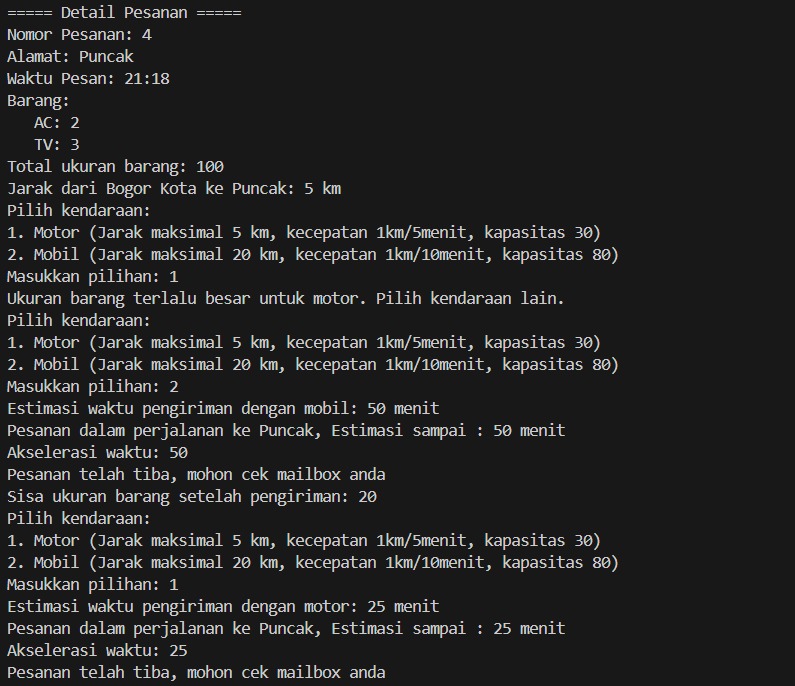 ===== Detail Pesanan =====
Nomor Pesanan: 4
Alamat: Puncak
Waktu Pesan: 21:18
Barang:
   AC: 2
   TV: 3
Total ukuran barang: 100
Jarak dari Bogor Kota ke Puncak: 5 km
Pilih kendaraan:
1. Motor (Jarak maksimal 5 km, kecepatan 1km/5menit, kapasitas 30)
2. Mobil (Jarak maksimal 20 km, kecepatan 1km/10menit, kapasitas 80)
Masukkan pilihan: 1
Ukuran barang terlalu besar untuk motor. Pilih kendaraan lain.
Pilih kendaraan:
1. Motor (Jarak maksimal 5 km, kecepatan 1km/5menit, kapasitas 30)
2. Mobil (Jarak maksimal 20 km, kecepatan 1km/10menit, kapasitas 80)
Masukkan pilihan: 2
Estimasi waktu pengiriman dengan mobil: 50 menit
Pesanan dalam perjalanan ke Puncak, Estimasi sampai : 50 menit
Akselerasi waktu: 50
Pesanan telah tiba, mohon cek mailbox anda
Sisa ukuran barang setelah pengiriman: 20
Pilih kendaraan:
1. Motor (Jarak maksimal 5 km, kecepatan 1km/5menit, kapasitas 30)
2. Mobil (Jarak maksimal 20 km, kecepatan 1km/10menit, kapasitas 80)
Masukkan pilihan: 1
Estimasi waktu pengiriman dengan motor: 25 menit
Pesanan dalam perjalanan ke Puncak, Estimasi sampai : 25 menit
Akselerasi waktu: 25
Pesanan telah tiba, mohon cek mailbox anda